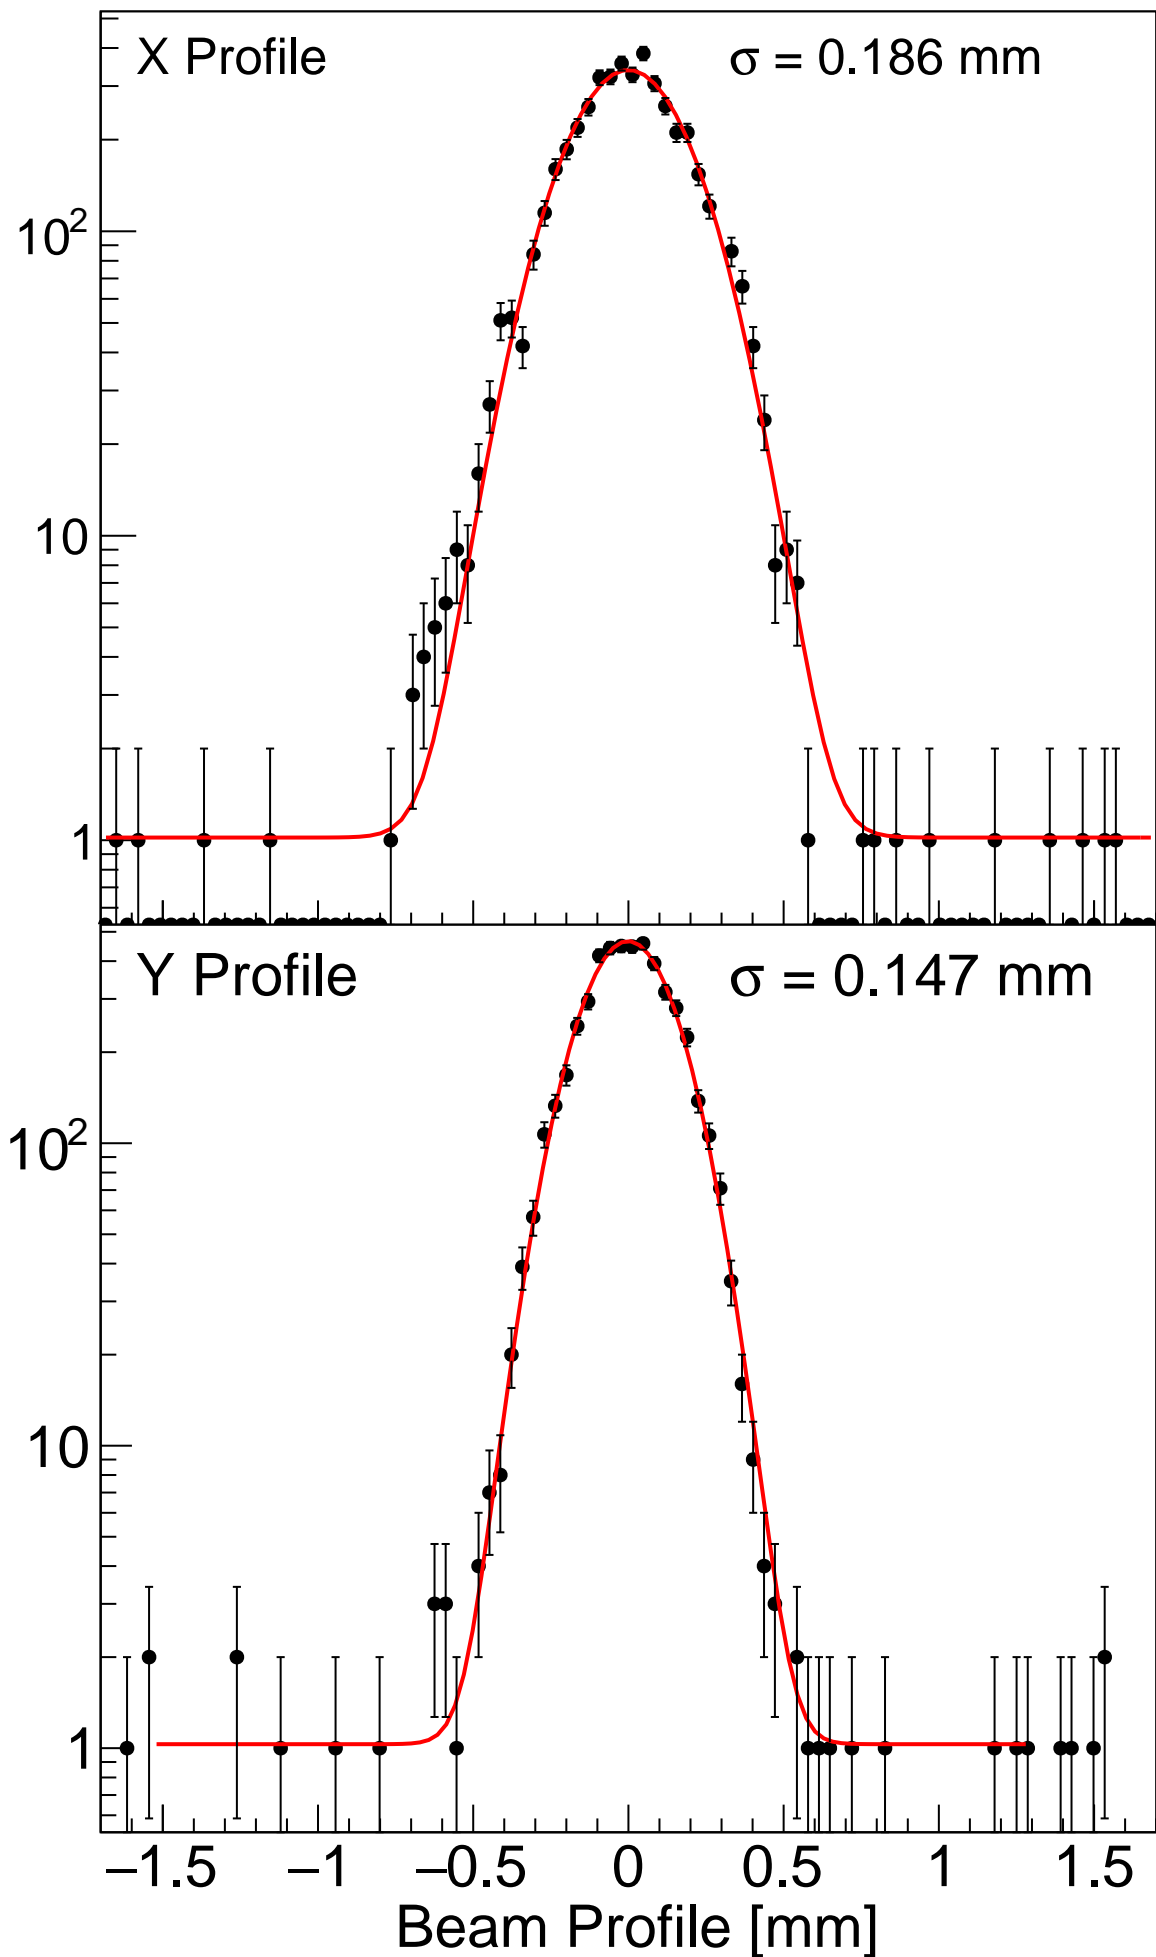 X Profile
σ = 0.186 mm
10²
10
1
Y Profile
σ = 0.147 mm
10²
10
1
−1.5 −1 −0.5 0 0.5 1 1.5
Beam Profile [mm]